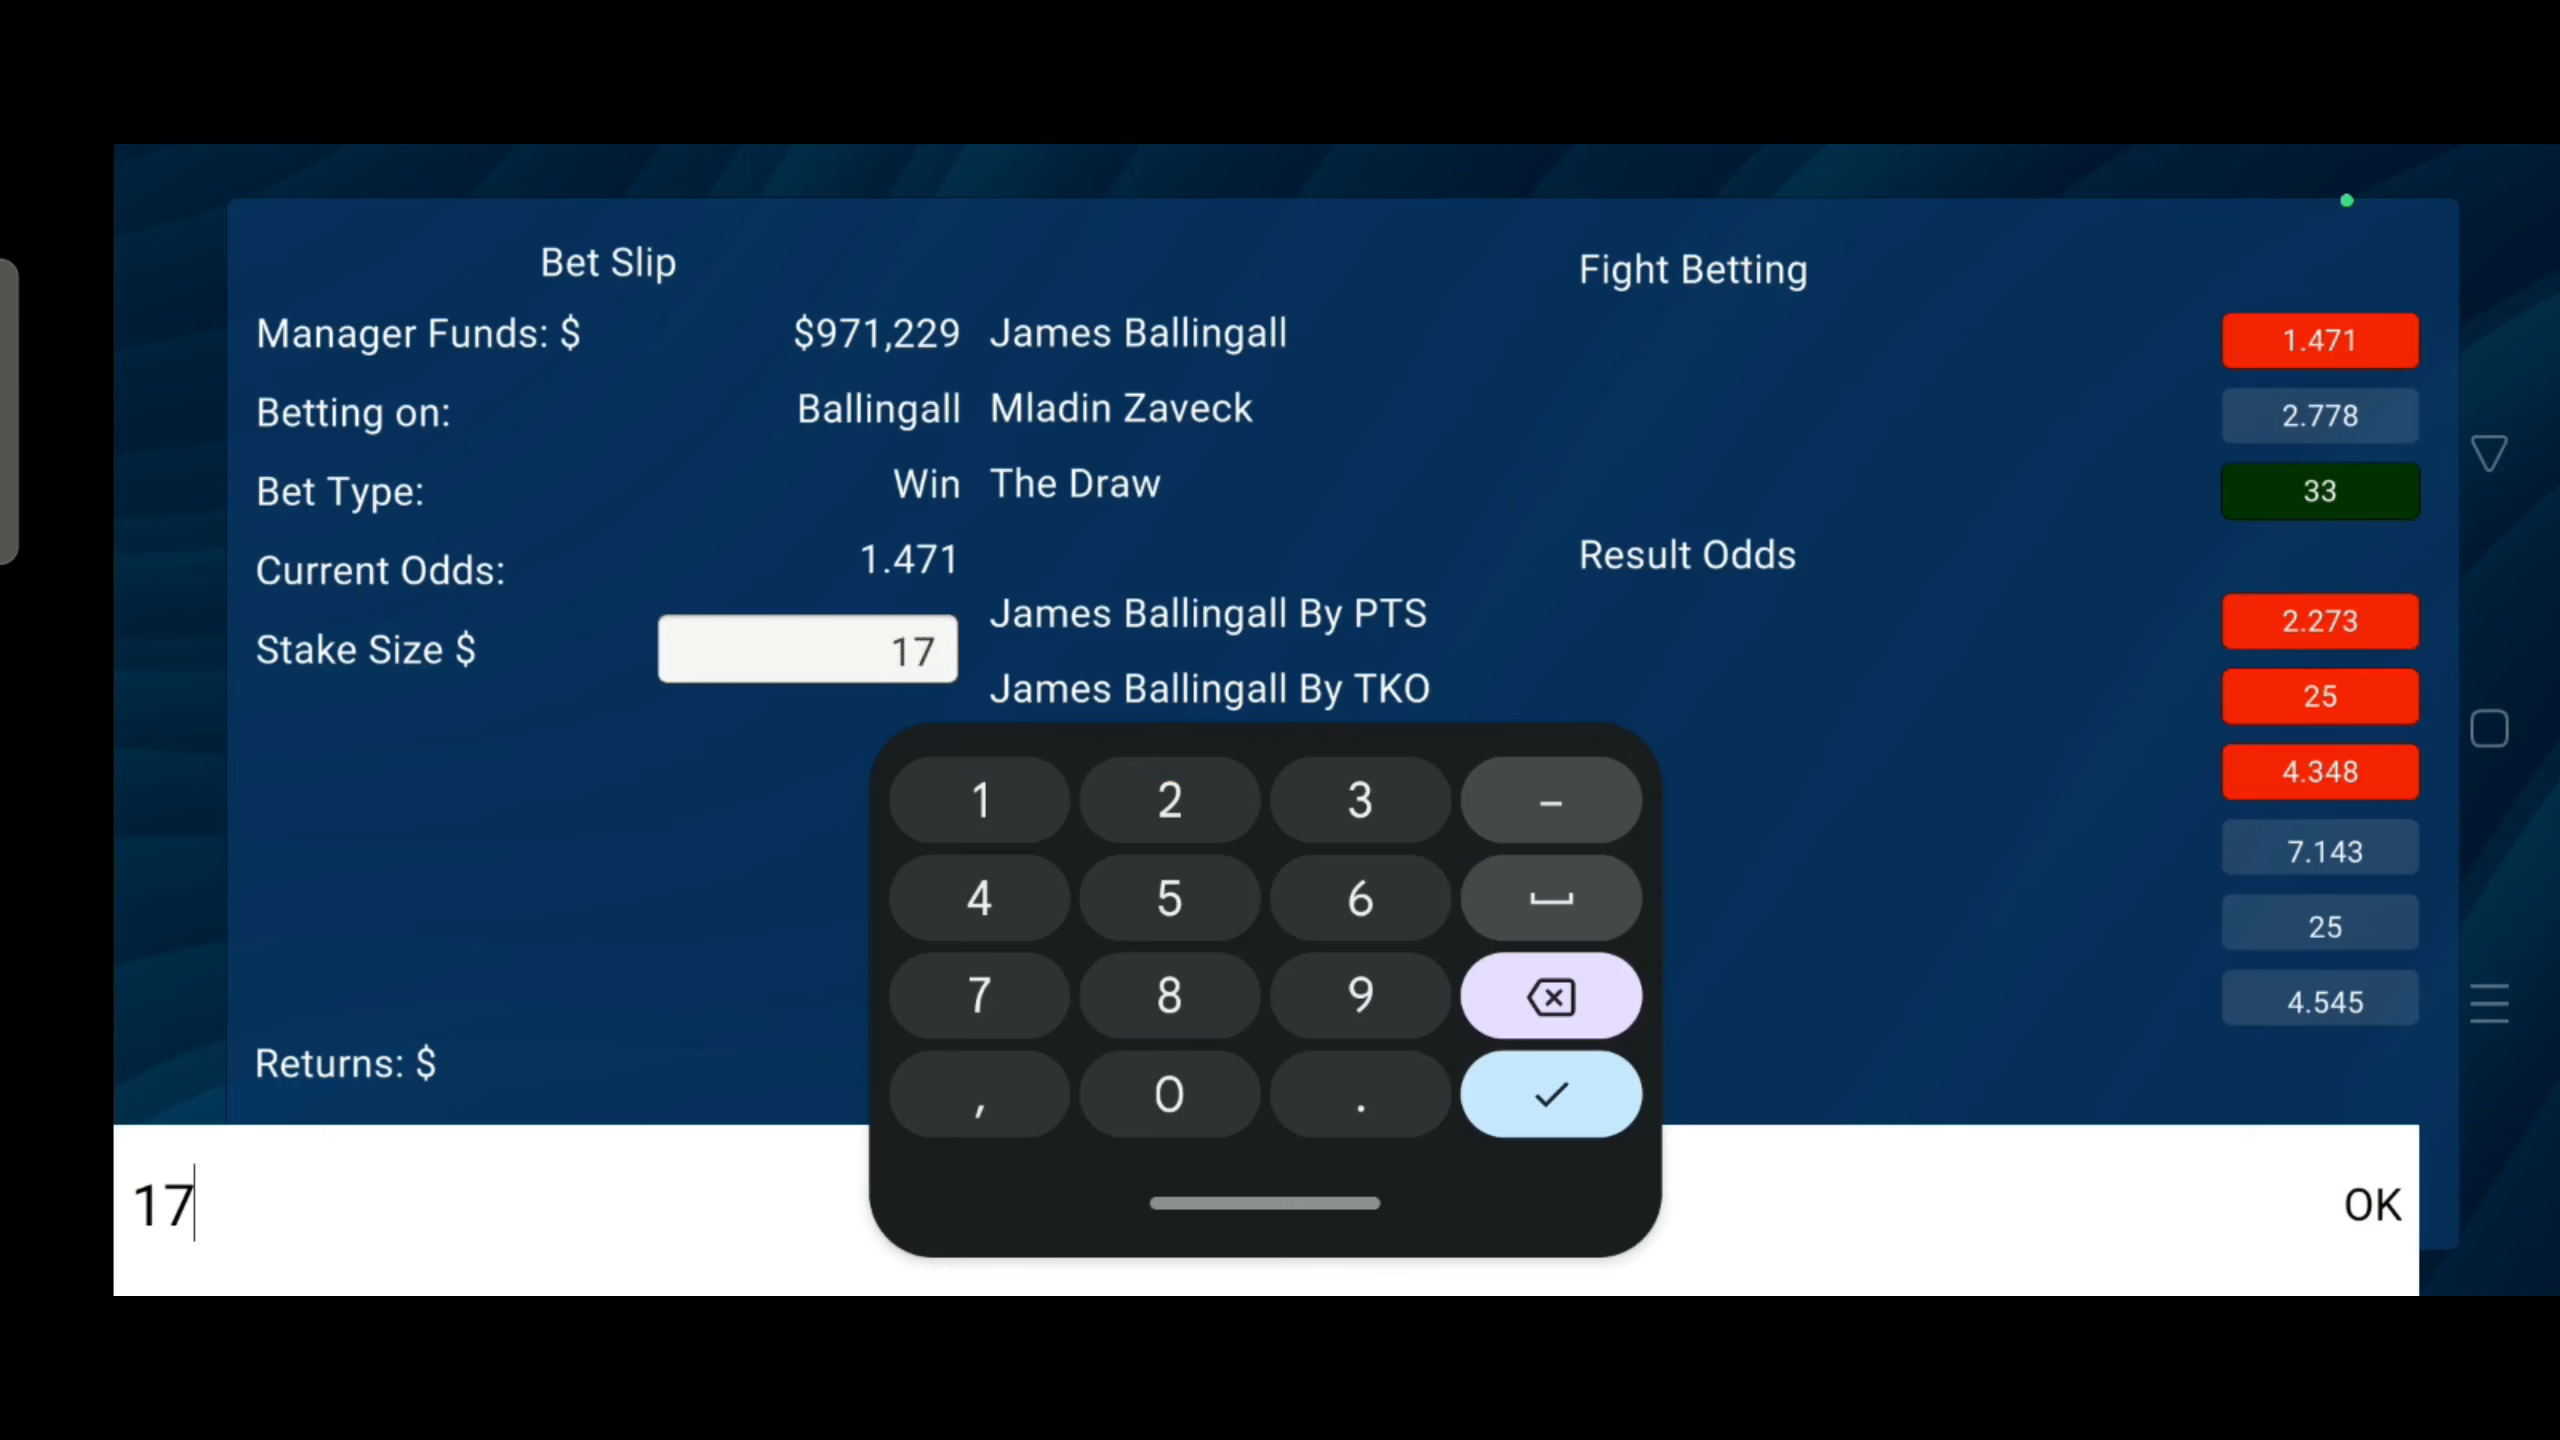 Bet Slip
Manager Funds: $ $971,229
Betting on: Ballingall
Bet Type: Win
Current Odds: 1.471
Stake Size $ 17
Returns: $
Fight Betting
James Ballingall 1.471
Mladin Zaveck 2.778
The Draw 33
Result Odds
James Ballingall By PTS 2.273
James Ballingall By TKO 25
4.348
7.143
25
4.545
1 2 3 –
4 5 6
7 8 9
, 0 .
17 OK